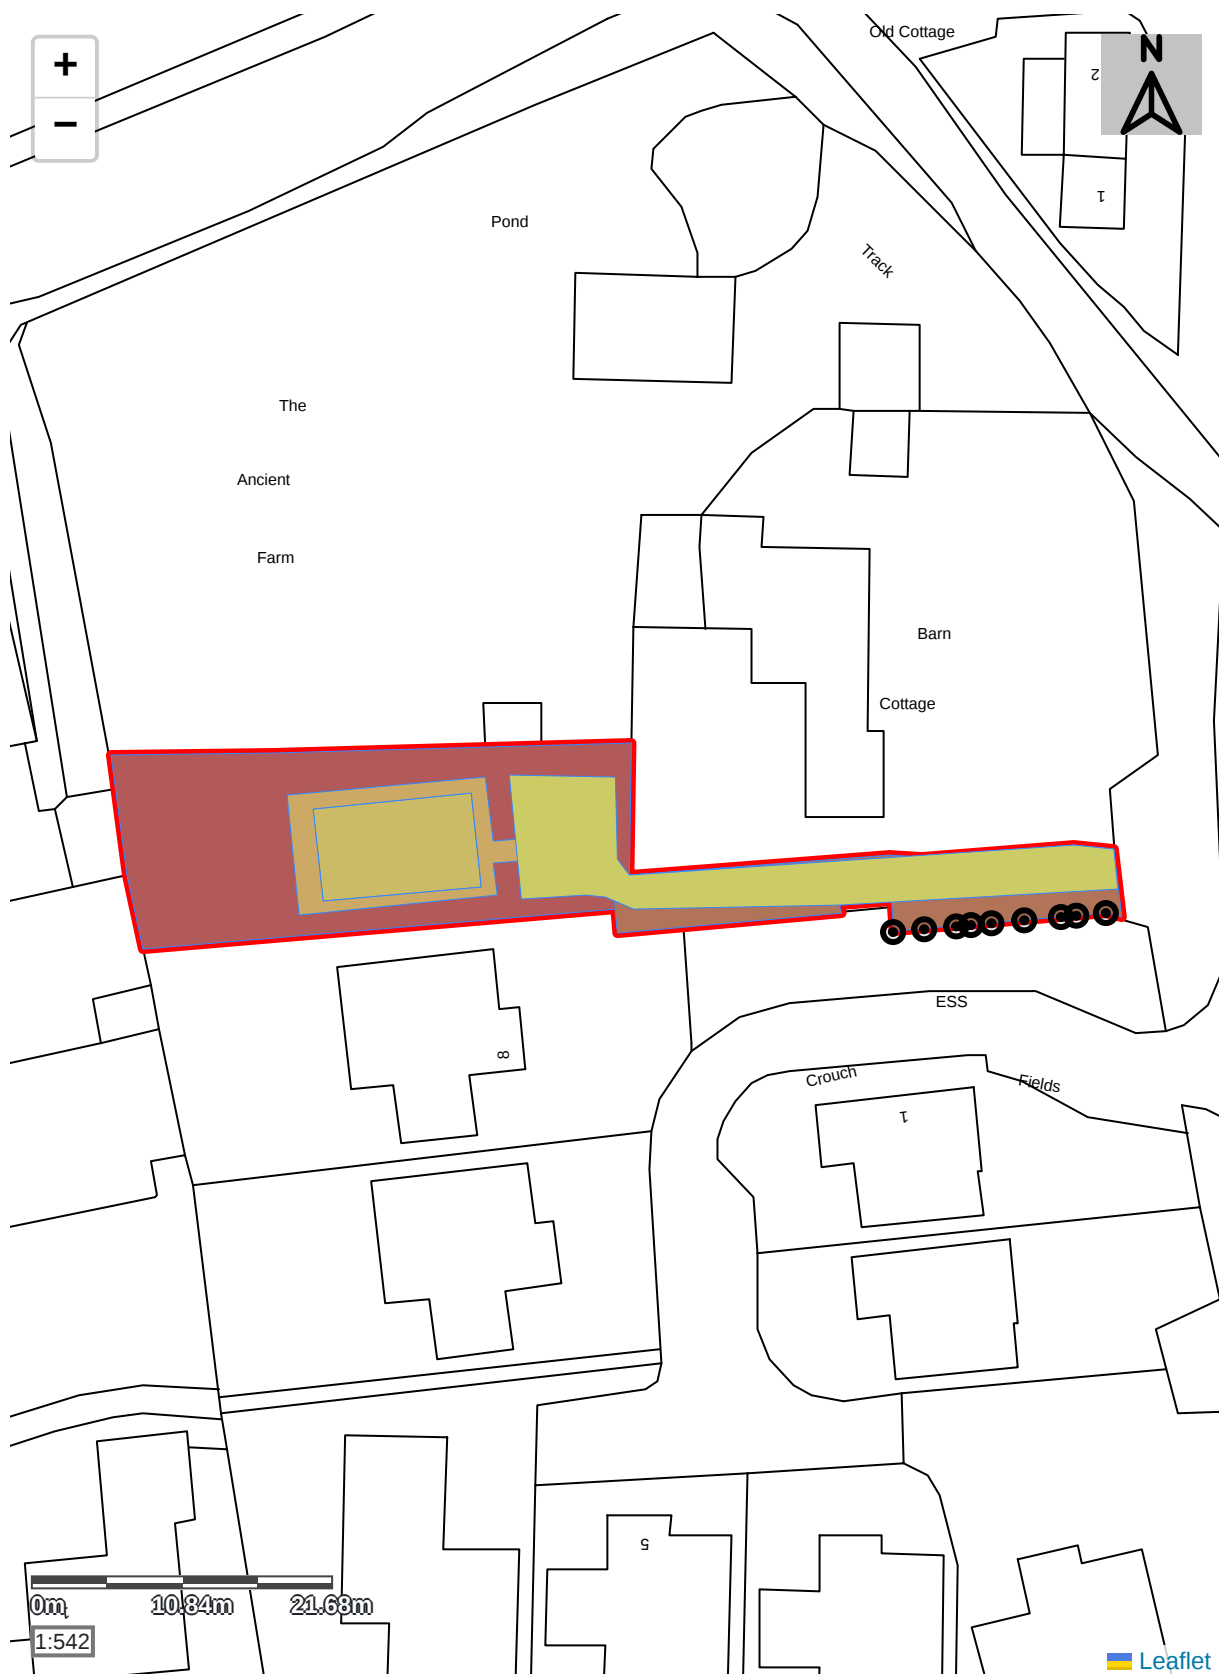 +
−
Old Cottage
N
2
1
Pond
Track
The
Ancient
Farm
Barn
Cottage
ESS
8
Crouch
Fields
1
5
0m
10.84m
21.68m
1:542
Leaflet